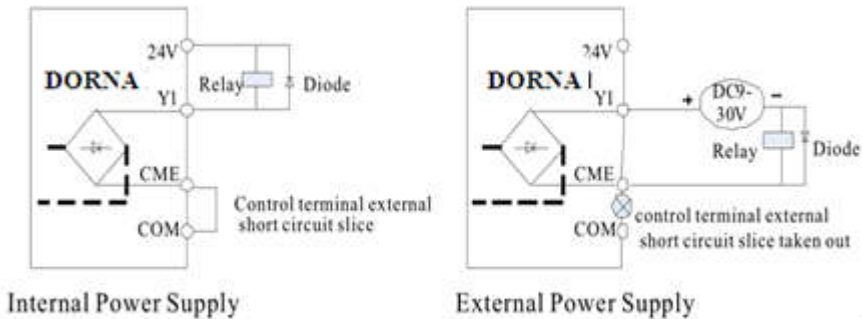 24V
DORNA
Relay
Diode
Y1
CME
Control terminal external
short circuit slice
COM
Internal Power Supply
24V
DORNA
Y1
+
DC9-
30V
-
Relay
Diode
CME
control terminal external
short circuit slice taken out
COM
External Power Supply